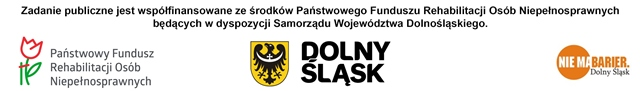 Zadanie publiczne jest współfinansowane ze środków Państwowego Funduszu Rehabilitacji Osób Niepełnosprawnych
będących w dyspozycji Samorządu Województwa Dolnośląskiego.
Państwowy Fundusz
Rehabilitacji Osób
Niepełnosprawnych
DOLNY
ŚLĄSK
NIE MA BARIER.
Dolny Śląsk